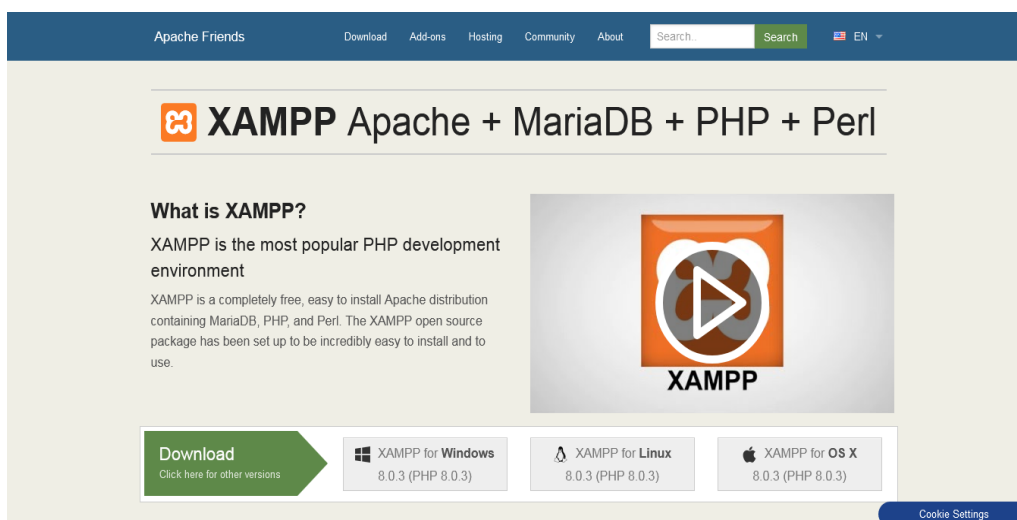 Apache Friends
Download Add-ons Hosting Community About Search.. Search EN
XAMPP Apache + MariaDB + PHP + Perl
What is XAMPP?
XAMPP is the most popular PHP development
environment
XAMPP is a completely free, easy to install Apache distribution
containing MariaDB, PHP, and Perl. The XAMPP open source
package has been set up to be incredibly easy to install and to
use.
XAMPP
Download
Click here for other versions
XAMPP for Windows
8.0.3 (PHP 8.0.3)
XAMPP for Linux
8.0.3 (PHP 8.0.3)
XAMPP for OS X
8.0.3 (PHP 8.0.3)
Cookie Settings